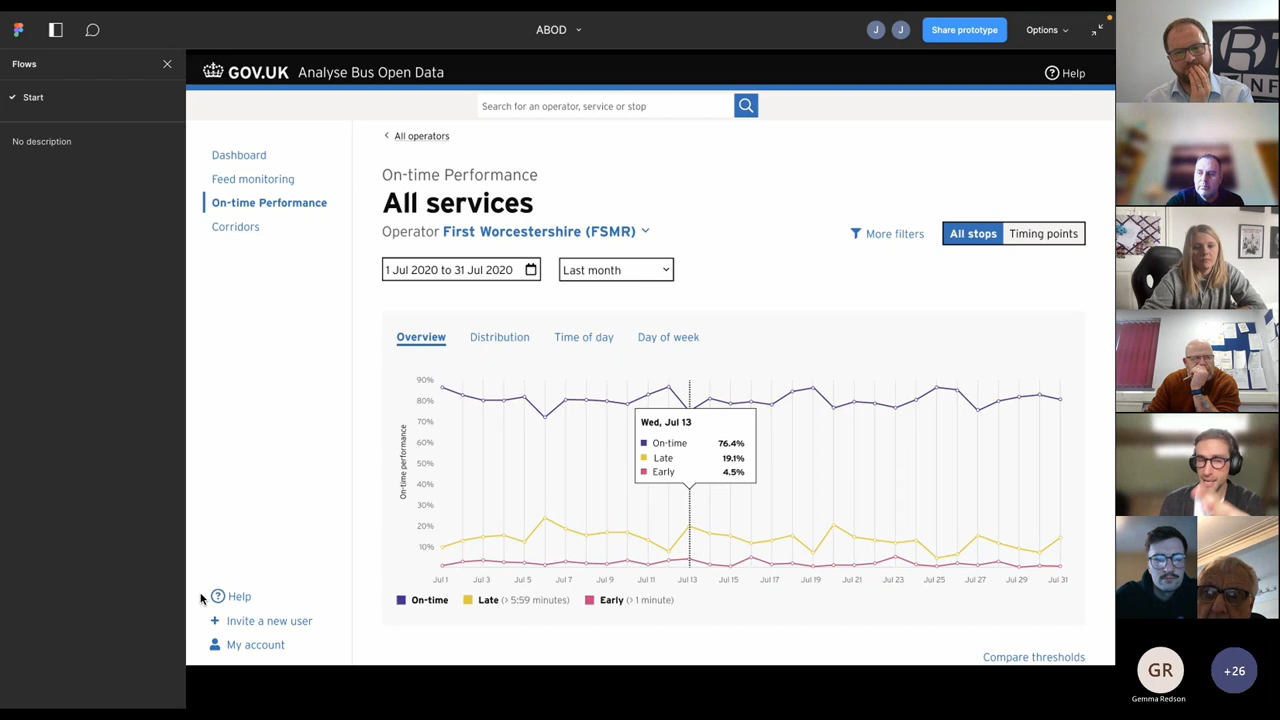 ABOD
J
J
Share prototype
Options
Flows
Start
No description
GOV.UK Analyse Bus Open Data
Help
Search for an operator, service or stop
Dashboard
Feed monitoring
On-time Performance
Corridors
All operators
On-time Performance
All services
Operator First Worcestershire (FSMR)
More filters
All stops
Timing points
1 Jul 2020 to 31 Jul 2020
Last month
Overview
Distribution
Time of day
Day of week
On-time performance
90%
80%
70%
60%
50%
40%
30%
20%
10%
Wed, Jul 13
On-time 76.4%
Late 19.1%
Early 4.5%
Jul 1 Jul 3 Jul 5 Jul 7 Jul 9 Jul 11 Jul 13 Jul 15 Jul 17 Jul 19 Jul 21 Jul 23 Jul 25 Jul 27 Jul 29 Jul 31
On-time
Late (> 5:59 minutes)
Early (> 1 minute)
Help
Invite a new user
My account
Compare thresholds
GR
Gemma Redson
+26